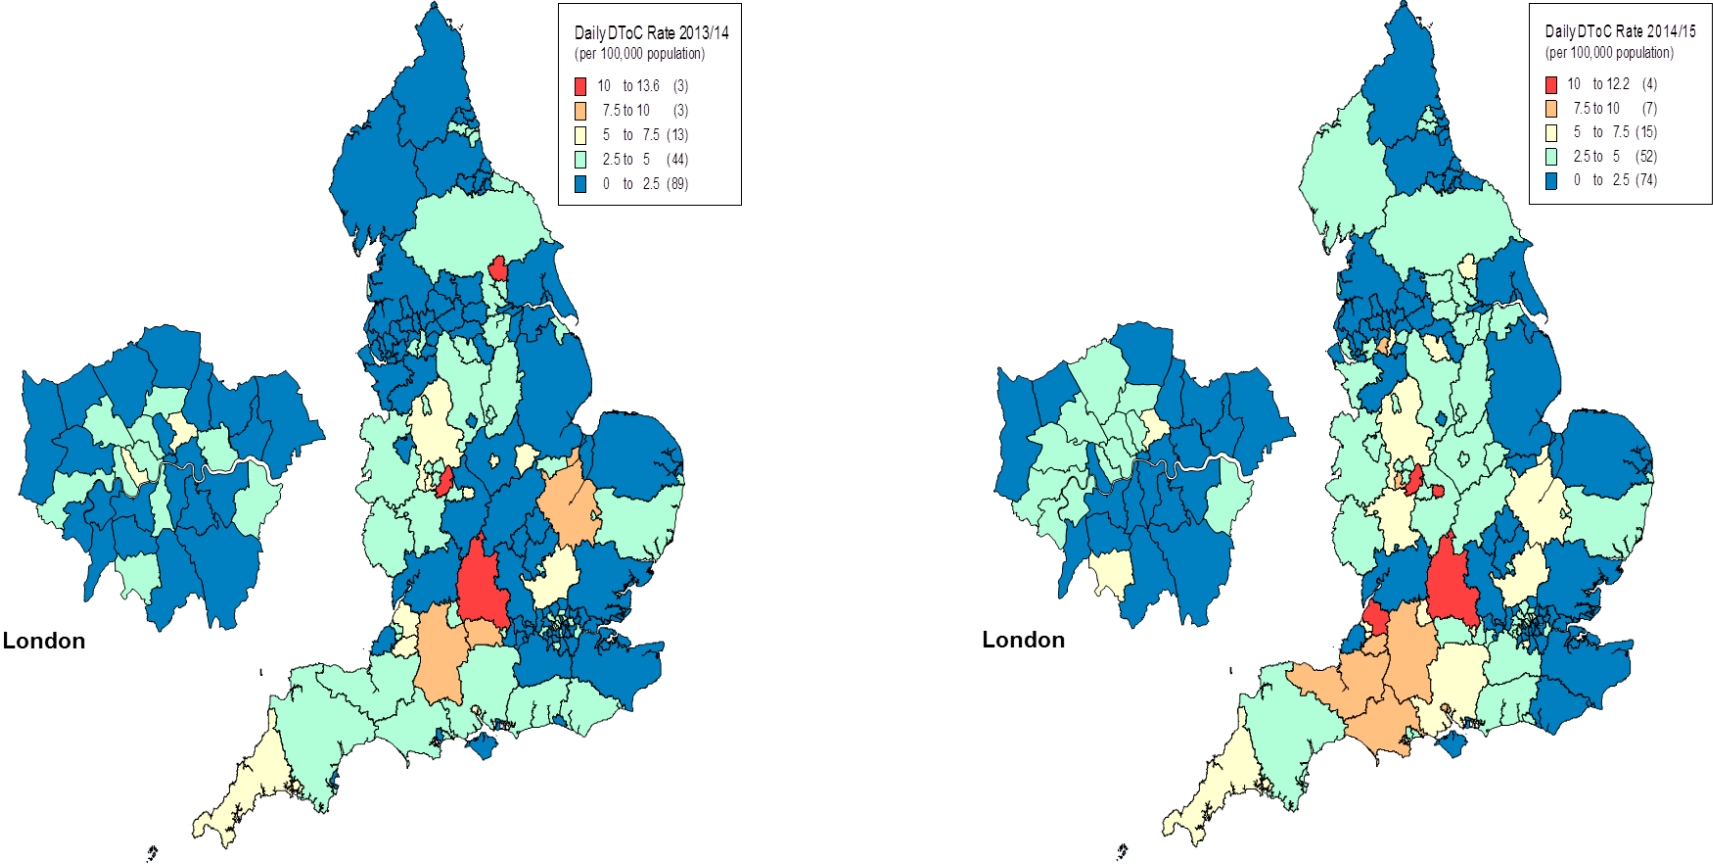 Daily DToC Rate 2013/14
(per 100,000 population)
10 to 13.6 (3)
7.5 to 10 (3)
5 to 7.5 (13)
2.5 to 5 (44)
0 to 2.5 (89)
London
Daily DToC Rate 2014/15
(per 100,000 population)
10 to 12.2 (4)
7.5 to 10 (7)
5 to 7.5 (15)
2.5 to 5 (52)
0 to 2.5 (74)
London